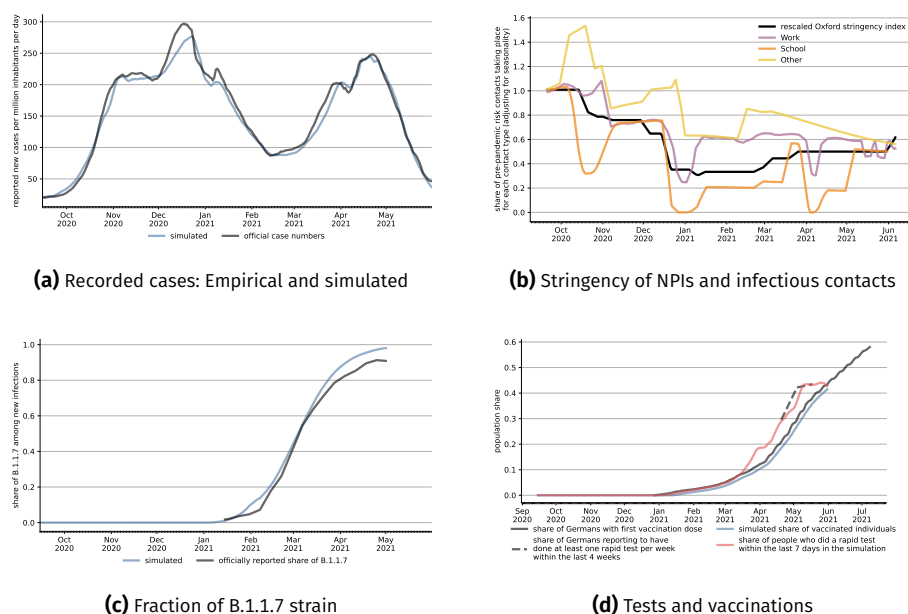 reported new cases per million inhabitants per day
300
250
200
150
100
50
Oct
2020
Nov
2020
Dec
2020
Jan
2021
Feb
2021
Mar
2021
Apr
2021
May
2021
simulated
official case numbers
(a) Recorded cases: Empirical and simulated
share of pre-pandemic risk contacts taking place
for each contact type (adjusting for seasonality)
1.6
1.4
1.2
1.0
0.8
0.6
0.4
0.2
0.0
rescaled Oxford stringency index
Work
School
Other
Oct
2020
Nov
2020
Dec
2020
Jan
2021
Feb
2021
Mar
2021
Apr
2021
May
2021
Jun
2021
(b) Stringency of NPIs and infectious contacts
share of B.1.1.7 among new infections
1.0
0.8
0.6
0.4
0.2
0.0
Oct
2020
Nov
2020
Dec
2020
Jan
2021
Feb
2021
Mar
2021
Apr
2021
May
2021
simulated
officially reported share of B.1.1.7
(c) Fraction of B.1.1.7 strain
population share
0.6
0.5
0.4
0.3
0.2
0.1
0.0
Sep
2020
Oct
2020
Nov
2020
Dec
2020
Jan
2021
Feb
2021
Mar
2021
Apr
2021
May
2021
Jun
2021
Jul
2021
share of Germans with first vaccination dose
share of Germans reporting to have
done at least one rapid test per week
within the last 4 weeks
simulated share of vaccinated individuals
share of people who did a rapid test
within the last 7 days in the simulation
(d) Tests and vaccinations